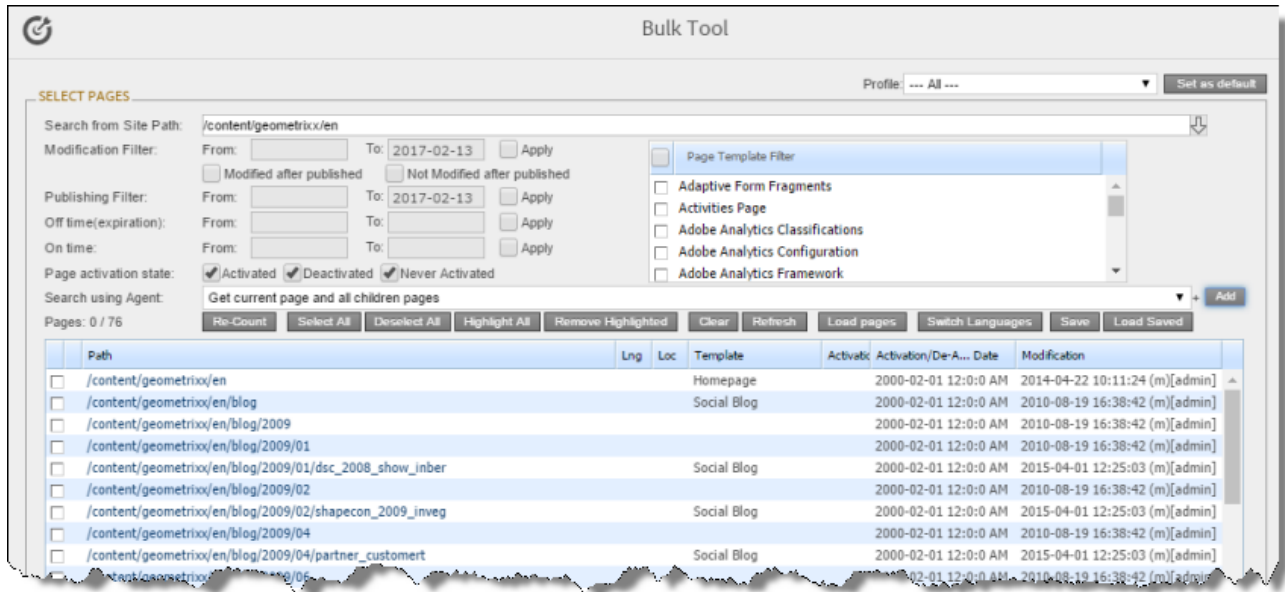 Bulk Tool
Profile: --- All --- Set as default
SELECT PAGES
Search from Site Path: /content/geometrixx/en
Modification Filter: From: To: 2017-02-13 Apply
Modified after published Not Modified after published
Publishing Filter: From: To: 2017-02-13 Apply
Off time(expiration): From: To: Apply
On time: From: To: Apply
Page Template Filter
Adaptive Form Fragments
Activities Page
Adobe Analytics Classifications
Adobe Analytics Configuration
Adobe Analytics Framework
Page activation state: Activated Deactivated Never Activated
Search using Agent: Get current page and all children pages + Add
Pages: 0 / 76 Re-Count Select All Deselect All Highlight All Remove Highlighted Clear Refresh Load pages Switch Languages Save Load Saved
Path Lng Loc Template Activatic Activation/De-A... Date Modification
/content/geometrixx/en Homepage 2000-02-01 12:0:0 AM 2014-04-22 10:11:24 (m)[admin]
/content/geometrixx/en/blog Social Blog 2000-02-01 12:0:0 AM 2010-08-19 16:38:42 (m)[admin]
/content/geometrixx/en/blog/2009 2000-02-01 12:0:0 AM 2010-08-19 16:38:42 (m)[admin]
/content/geometrixx/en/blog/2009/01 2000-02-01 12:0:0 AM 2010-08-19 16:38:42 (m)[admin]
/content/geometrixx/en/blog/2009/01/dsc_2008_show_inber Social Blog 2000-02-01 12:0:0 AM 2015-04-01 12:25:03 (m)[admin]
/content/geometrixx/en/blog/2009/02 2000-02-01 12:0:0 AM 2010-08-19 16:38:42 (m)[admin]
/content/geometrixx/en/blog/2009/02/shapecon_2009_inveg Social Blog 2000-02-01 12:0:0 AM 2015-04-01 12:25:03 (m)[admin]
/content/geometrixx/en/blog/2009/04 2000-02-01 12:0:0 AM 2010-08-19 16:38:42 (m)[admin]
/content/geometrixx/en/blog/2009/04/partner_customert Social Blog 2000-02-01 12:0:0 AM 2015-04-01 12:25:03 (m)[admin]